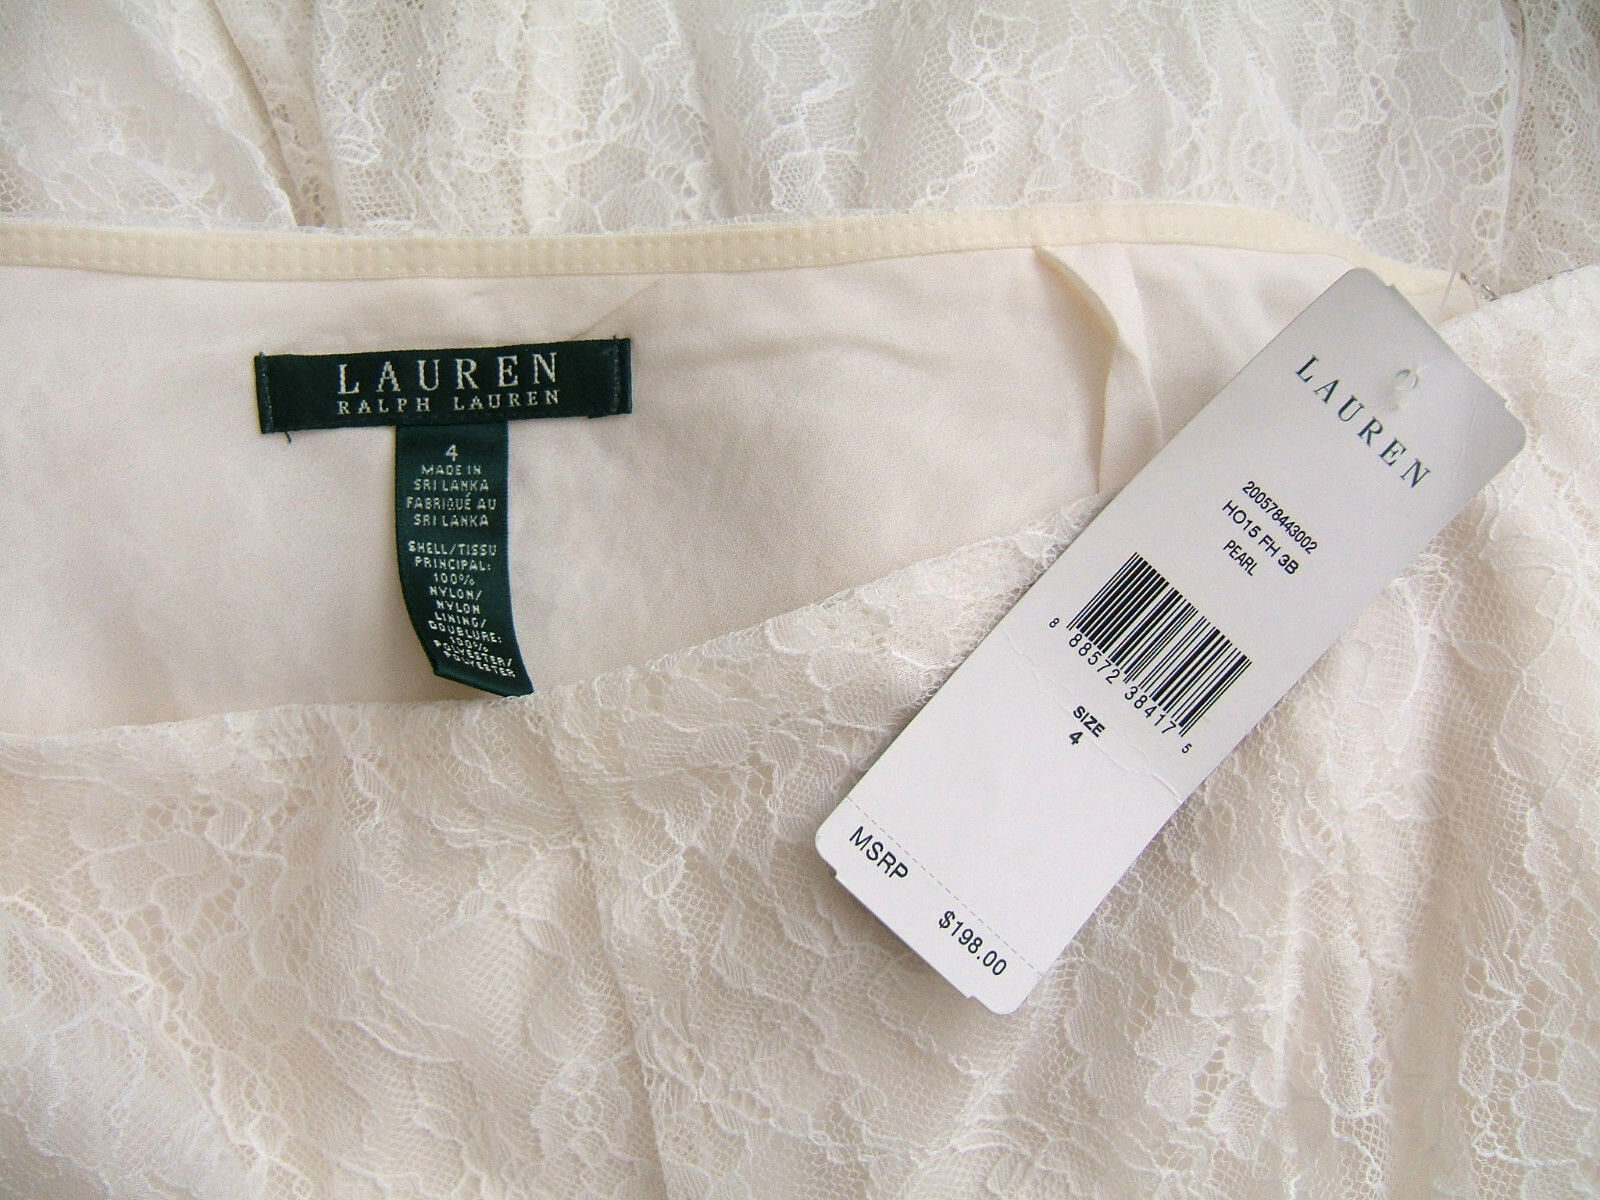 LAUREN
RALPH LAUREN
4
MADE IN
SRI LANKA
FABRIQUÉ AU
SRI LANKA
SHELL/TISSU
PRINCIPAL:
100%
NYLON/
NYLON
LINING/
DOUBLURE:
100%
POLYESTER/
POLYESTER
LAUREN
200578443002
HO15 FH 3B
PEARL
8 88572 38417 5
SIZE
4
MSRP
$198.00